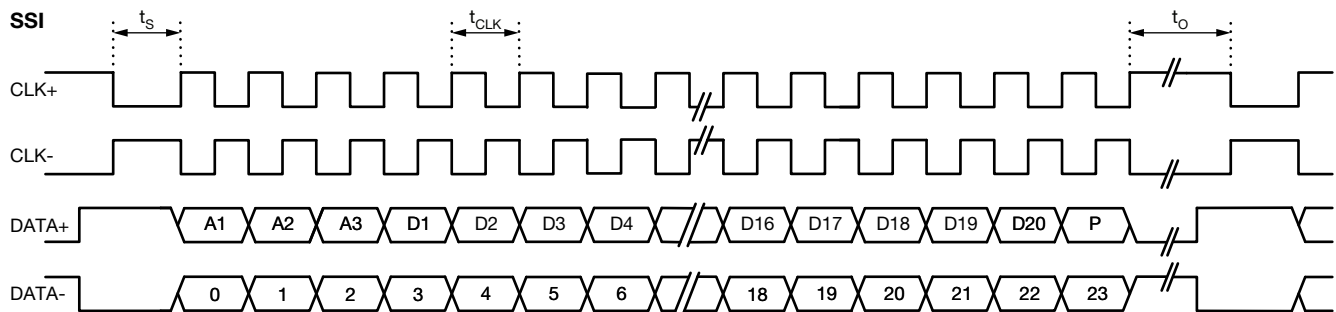 SSI
tS tCLK tO
CLK+
CLK-
DATA+ A1 A2 A3 D1 D2 D3 D4 D16 D17 D18 D19 D20 P
DATA- 0 1 2 3 4 5 6 18 19 20 21 22 23